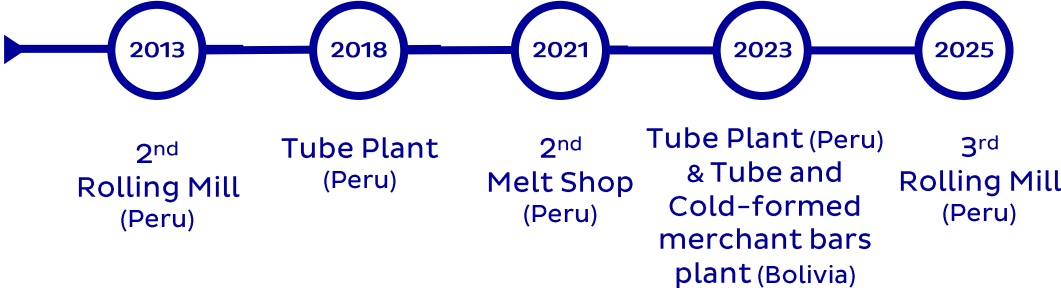 2013
2018
2021
2023
2025
2nd
Rolling Mill
(Peru)
Tube Plant
(Peru)
2nd
Melt Shop
(Peru)
Tube Plant (Peru)
& Tube and
Cold-formed
merchant bars
plant (Bolivia)
3rd
Rolling Mill
(Peru)